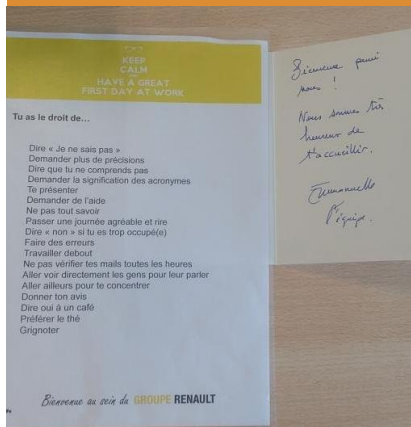 KEEP
CALM
HAVE A GREAT
FIRST DAY AT WORK
Tu as le droit de...
Dire « Je ne sais pas »
Demander plus de précisions
Dire que tu ne comprends pas
Demander la signification des acronymes
Te présenter
Demander de l'aide
Ne pas tout savoir
Passer une journée agréable et rire
Dire « non » si tu es trop occupé(e)
Faire des erreurs
Travailler debout
Ne pas vérifier tes mails toutes les heures
Aller voir directement les gens pour leur parler
Aller ailleurs pour te concentrer
Donner ton avis
Dire oui à un café
Préférer le thé
Grignoter
Bienvenue au sein du GROUPE RENAULT
Bienvenue parmi
nous !
Nous sommes très
heureux de
t'accueillir.
Emmanuelle
l'équipe.